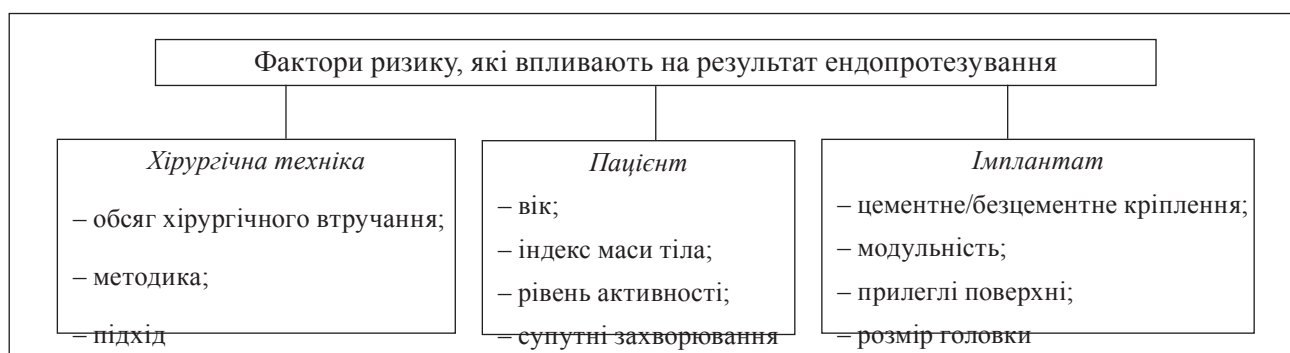 Фактори ризику, які впливають на результат ендопротезування
Хірургічна техніка
– обсяг хірургічного втручання;
– методика;
– підхід
Пацієнт
– вік;
– індекс маси тіла;
– рівень активності;
– супутні захворювання
Імплантат
– цементне/безцементне кріплення;
– модульність;
– прилеглі поверхні;
– розмір головки